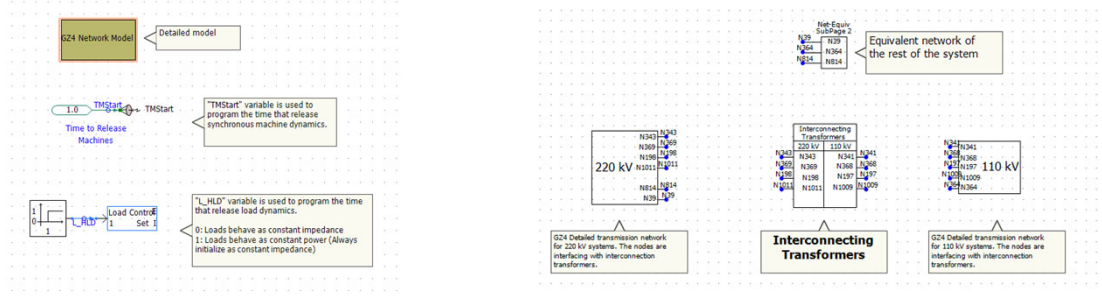 GZ4 Network Model
Detailed model
1.0
TMStart
TMStart
Time to Release
Machines
"TMStart" variable is used to
program the time that release
synchronous machine dynamics.
1
0
1
L_HLD
Load Control
1 Set I
"L_HLD" variable is used to program the time
that release load dynamics.
0: Loads behave as constant impedance
1: Loads behave as constant power (Always
initialize as constant impedance)
Net-Equiv
SubPage 2
N39 N39
N364 N364
N814 N814
Equivalent network of
the rest of the system
220 kV
N343 N343
N369 N369
N198 N198
N1011 N1011
N814 N814
N39 N39
GZ4 Detailed transmission network
for 220 kV systems. The nodes are
interfacing with interconnection
transformers.
Interconnecting
Transformers
220 kV 110 kV
N343 N343 N341 N341
N369 N369 N368 N368
N198 N198 N197 N197
N1011 N1011 N1009 N1009
Interconnecting
Transformers
N341 N341
N368 N368
N197 N197
N1009 N1009
N364 N364
110 kV
GZ4 Detailed transmission network
for 110 kV systems. The nodes are
interfacing with interconnection
transformers.